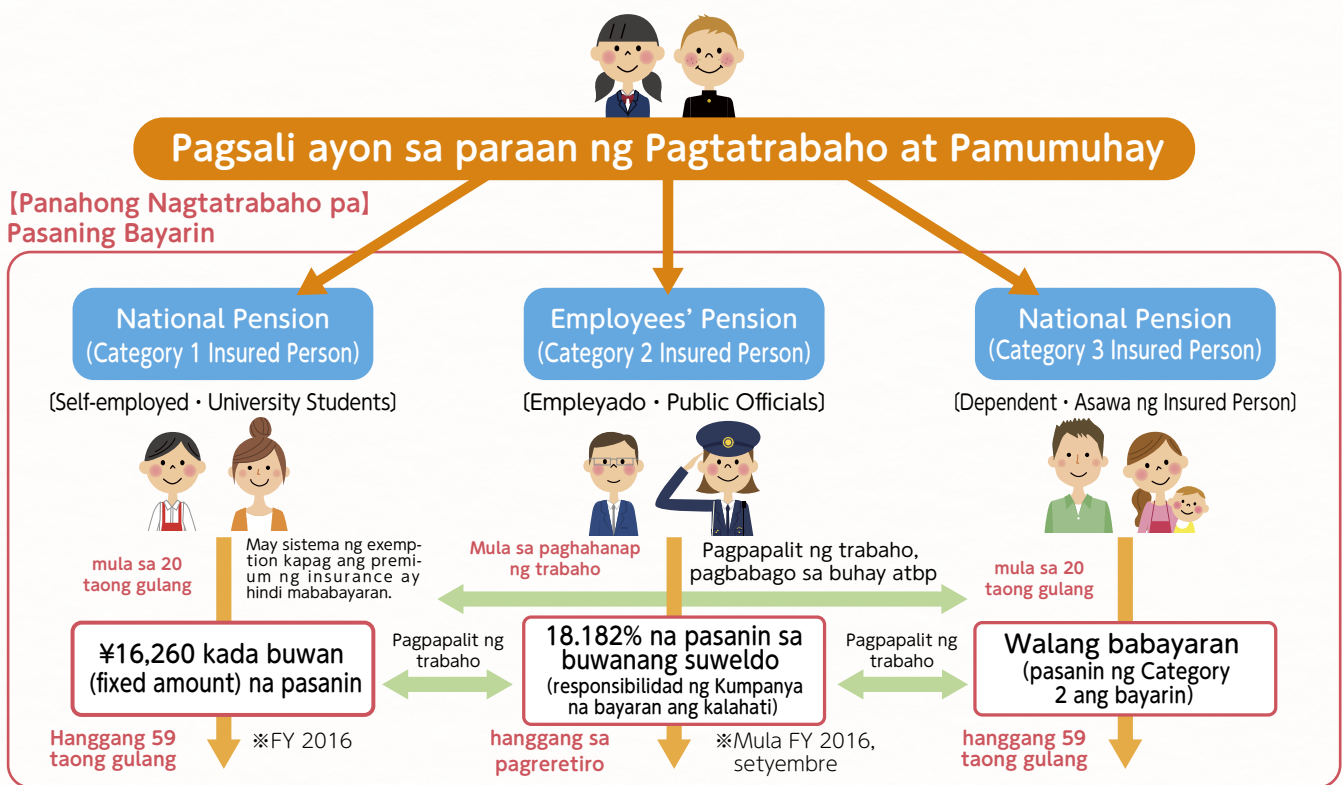 Pagsali ayon sa paraan ng Pagtatrabaho at Pamumuhay
【Panahong Nagtatrabaho pa】
Pasaning Bayarin
National Pension
(Category 1 Insured Person)
(Self-employed・University Students)
mula sa 20
taong gulang
May sistema ng exemp-
tion kapag ang premi-
um ng insurance ay
hindi mababayaran.
¥16,260 kada buwan
(fixed amount) na pasanin
Hanggang 59
taong gulang
※FY 2016
Employees’ Pension
(Category 2 Insured Person)
(Empleyado・Public Officials)
Mula sa paghahanap
ng trabaho
Pagpapalit ng trabaho,
pagbabago sa buhay atbp
Pagpapalit ng
trabaho
18.182% na pasanin sa
buwanang suweldo
(responsibilidad ng Kumpanya
na bayaran ang kalahati)
Pagpapalit ng
trabaho
hanggang sa
pagreretiro
※Mula FY 2016,
setyembre
National Pension
(Category 3 Insured Person)
(Dependent・Asawa ng Insured Person)
mula sa 20
taong gulang
Walang babayaran
(pasanin ng Category
2 ang bayarin)
hanggang 59
taong gulang